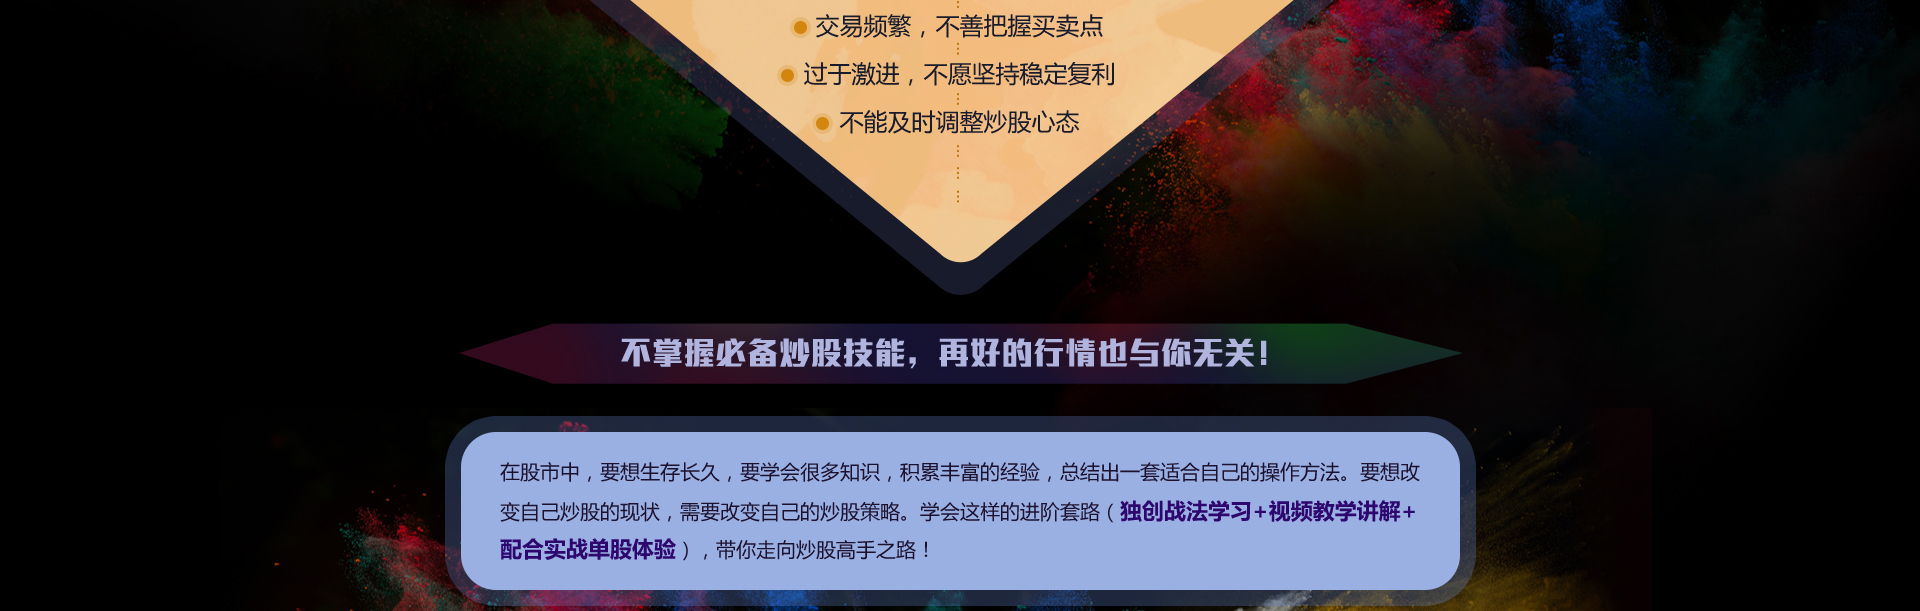 交易频繁，不善把握买卖点
过于激进，不愿坚持稳定复利
不能及时调整炒股心态
不掌握必备炒股技能，再好的行情也与你无关！
在股市中，要想生存长久，要学会很多知识，积累丰富的经验，总结出一套适合自己的操作方法。要想改
变自己炒股的现状，需要改变自己的炒股策略。学会这样的进阶套路（独创战法学习+视频教学讲解+
配合实战单股体验），带你走向炒股高手之路！